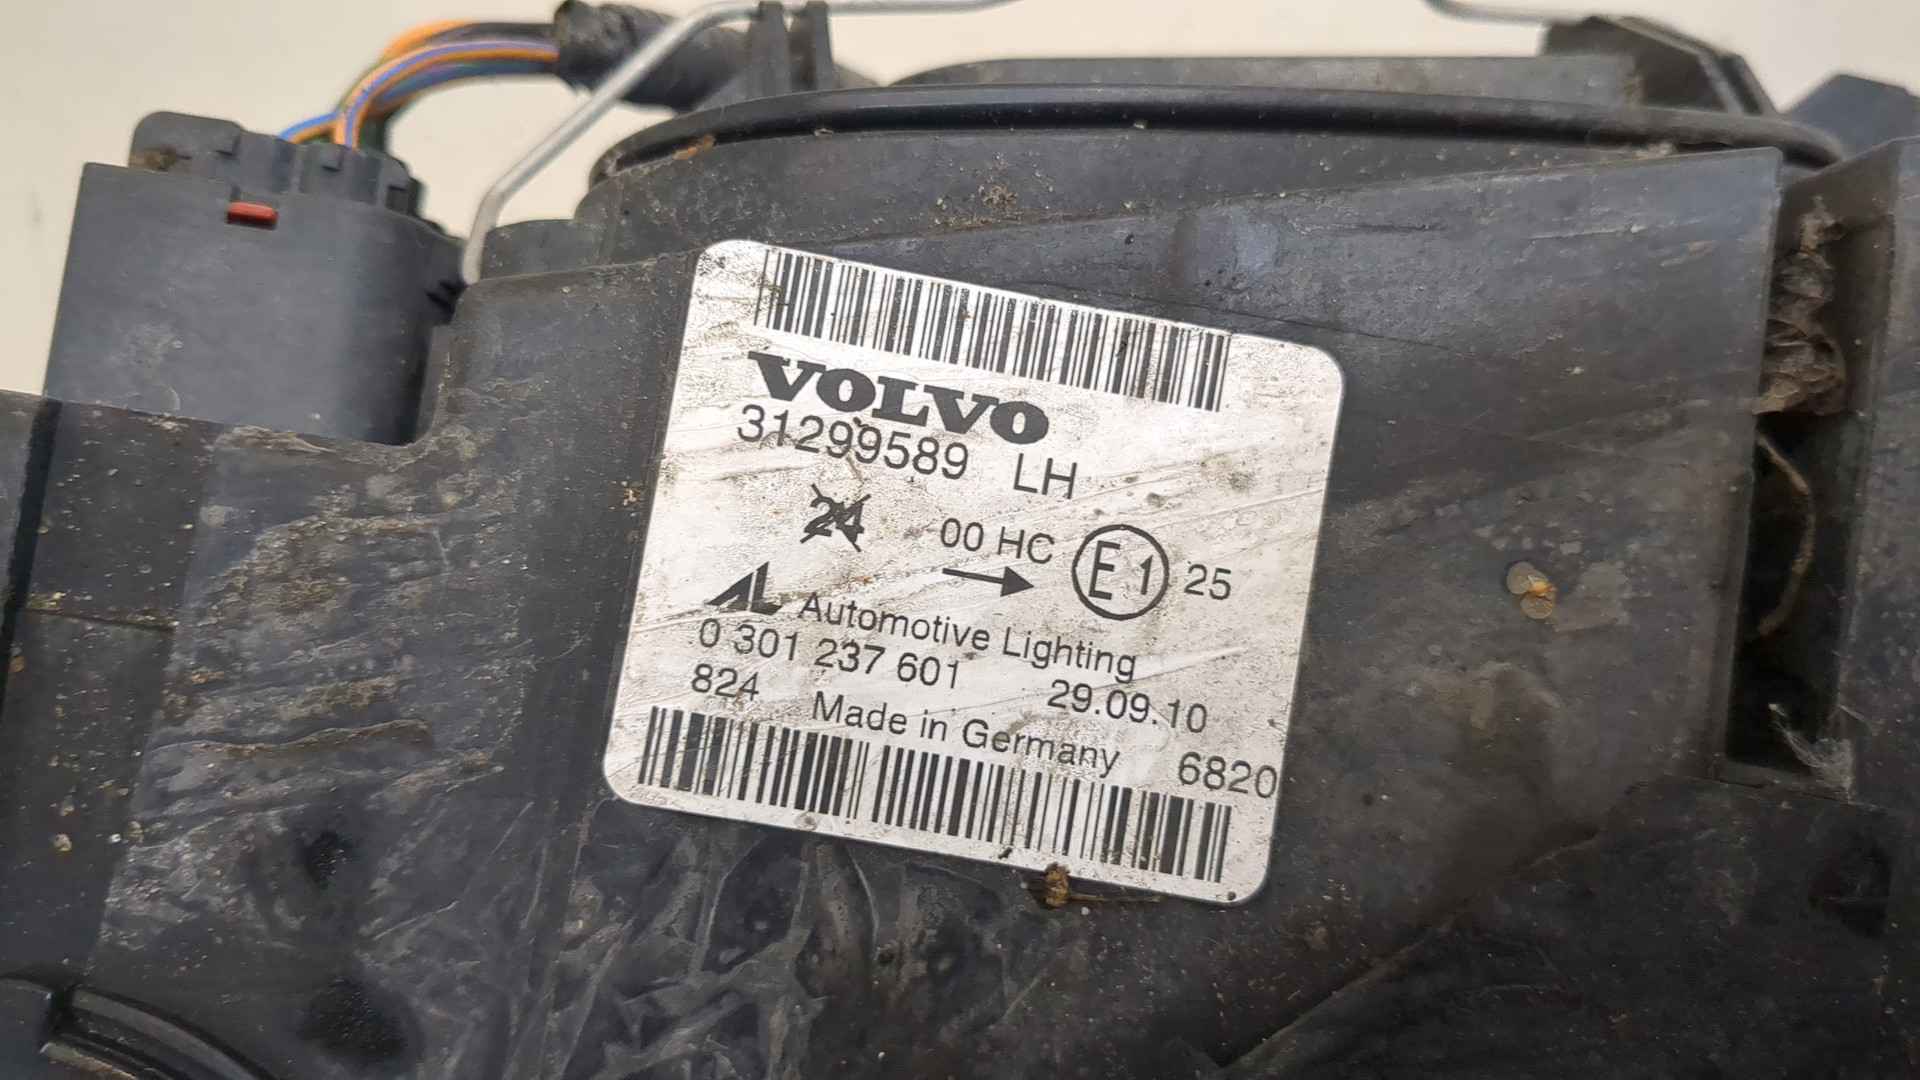 VOLVO
31299589 LH
24 00 HC E1 25
AL Automotive Lighting
0 301 237 601 29.09.10
824 Made in Germany 6820